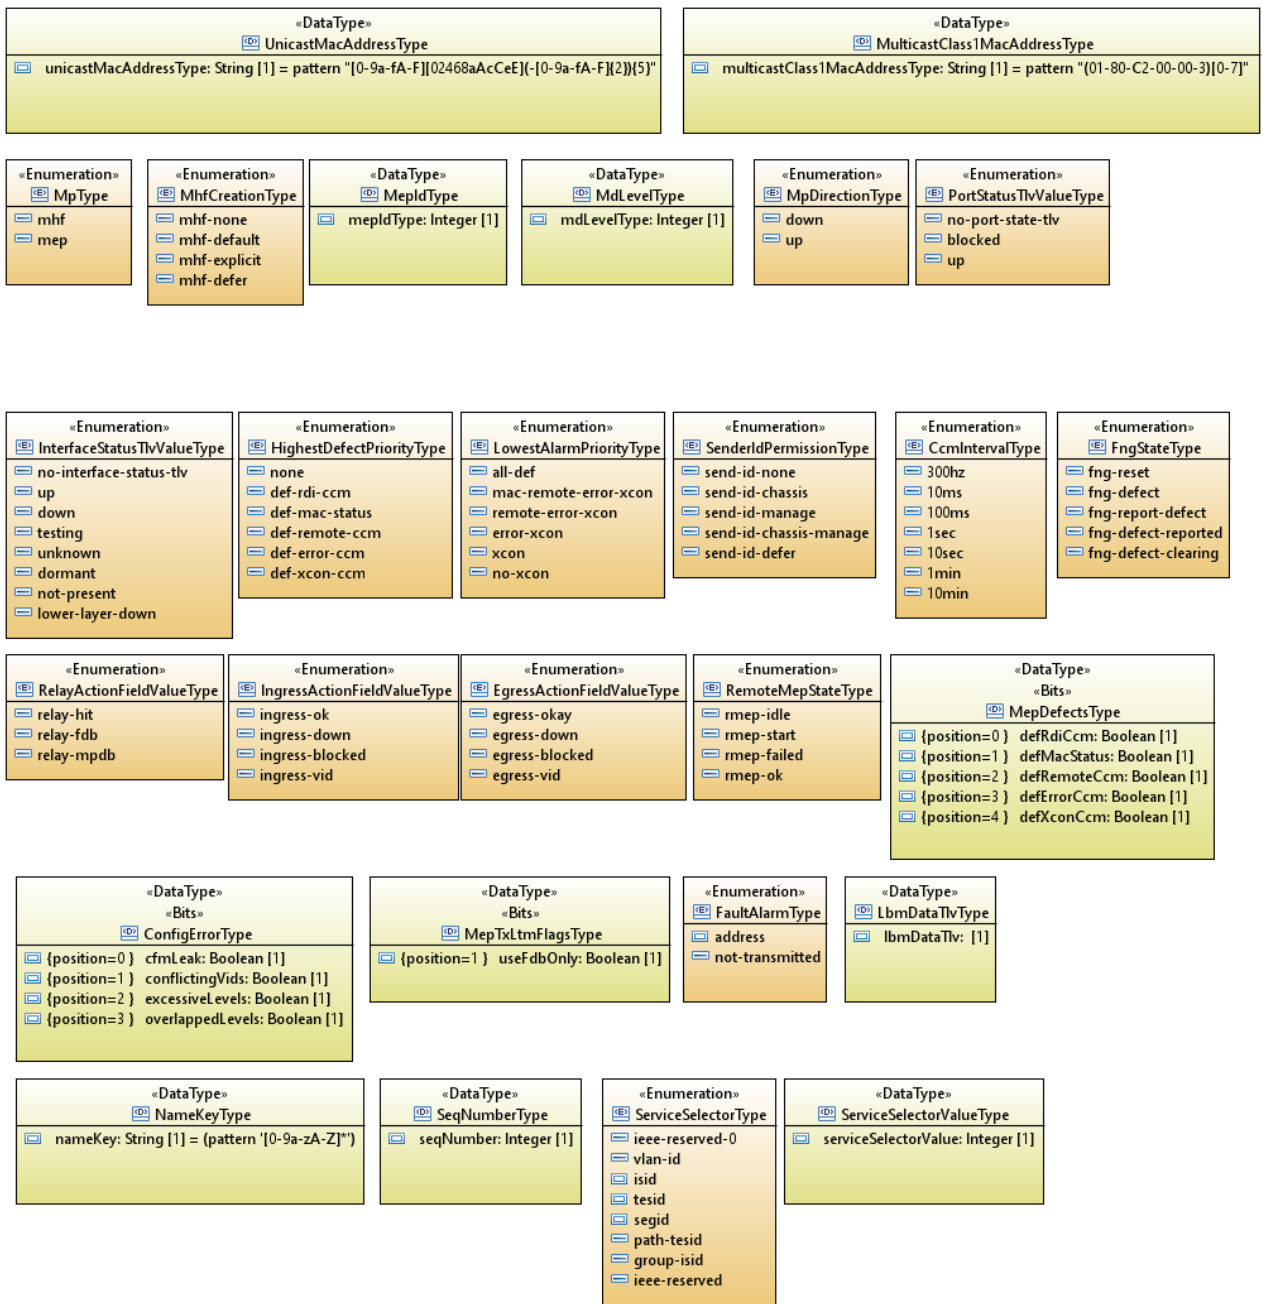 «DataType»
UnicastMacAddressType
unicastMacAddressType: String [1] = pattern "[0-9a-fA-F][02468aAcCeE](-[0-9a-fA-F]{2}){5}"
«DataType»
MulticastClass1MacAddressType
multicastClass1MacAddressType: String [1] = pattern "(01-80-C2-00-00-3)[0-7]"
«Enumeration»
MpType
mhf
mep
«Enumeration»
MhfCreationType
mhf-none
mhf-default
mhf-explicit
mhf-defer
«DataType»
MepIdType
mepIdType: Integer [1]
«DataType»
MdLevelType
mdLevelType: Integer [1]
«Enumeration»
MpDirectionType
down
up
«Enumeration»
PortStatusTlvValueType
no-port-state-tlv
blocked
up
«Enumeration»
InterfaceStatusTlvValueType
no-interface-status-tlv
up
down
testing
unknown
dormant
not-present
lower-layer-down
«Enumeration»
HighestDefectPriorityType
none
def-rdi-ccm
def-mac-status
def-remote-ccm
def-error-ccm
def-xcon-ccm
«Enumeration»
LowestAlarmPriorityType
all-def
mac-remote-error-xcon
remote-error-xcon
error-xcon
xcon
no-xcon
«Enumeration»
SenderIdPermissionType
send-id-none
send-id-chassis
send-id-manage
send-id-chassis-manage
send-id-defer
«Enumeration»
CcmIntervalType
300hz
10ms
100ms
1sec
10sec
1min
10min
«Enumeration»
FngStateType
fng-reset
fng-defect
fng-report-defect
fng-defect-reported
fng-defect-clearing
«Enumeration»
RelayActionFieldValueType
relay-hit
relay-fdb
relay-mpdb
«Enumeration»
IngressActionFieldValueType
ingress-ok
ingress-down
ingress-blocked
ingress-vid
«Enumeration»
EgressActionFieldValueType
egress-okay
egress-down
egress-blocked
egress-vid
«Enumeration»
RemoteMepStateType
rmep-idle
rmep-start
rmep-failed
rmep-ok
«DataType»
«Bits»
MepDefectsType
{position=0 } defRdiCcm: Boolean [1]
{position=1 } defMacStatus: Boolean [1]
{position=2 } defRemoteCcm: Boolean [1]
{position=3 } defErrorCcm: Boolean [1]
{position=4 } defXconCcm: Boolean [1]
«DataType»
«Bits»
ConfigErrorType
{position=0 } cfmLeak: Boolean [1]
{position=1 } conflictingVids: Boolean [1]
{position=2 } excessiveLevels: Boolean [1]
{position=3 } overlappedLevels: Boolean [1]
«DataType»
«Bits»
MepTxLtmFlagsType
{position=1 } useFdbOnly: Boolean [1]
«Enumeration»
FaultAlarmType
address
not-transmitted
«DataType»
LbmDataTlvType
lbmDataTlv: [1]
«DataType»
NameKeyType
nameKey: String [1] = (pattern '[0-9a-zA-Z]*')
«DataType»
SeqNumberType
seqNumber: Integer [1]
«Enumeration»
ServiceSelectorType
ieee-reserved-0
vlan-id
isid
tesid
segid
path-tesid
group-isid
ieee-reserved
«DataType»
ServiceSelectorValueType
serviceSelectorValue: Integer [1]